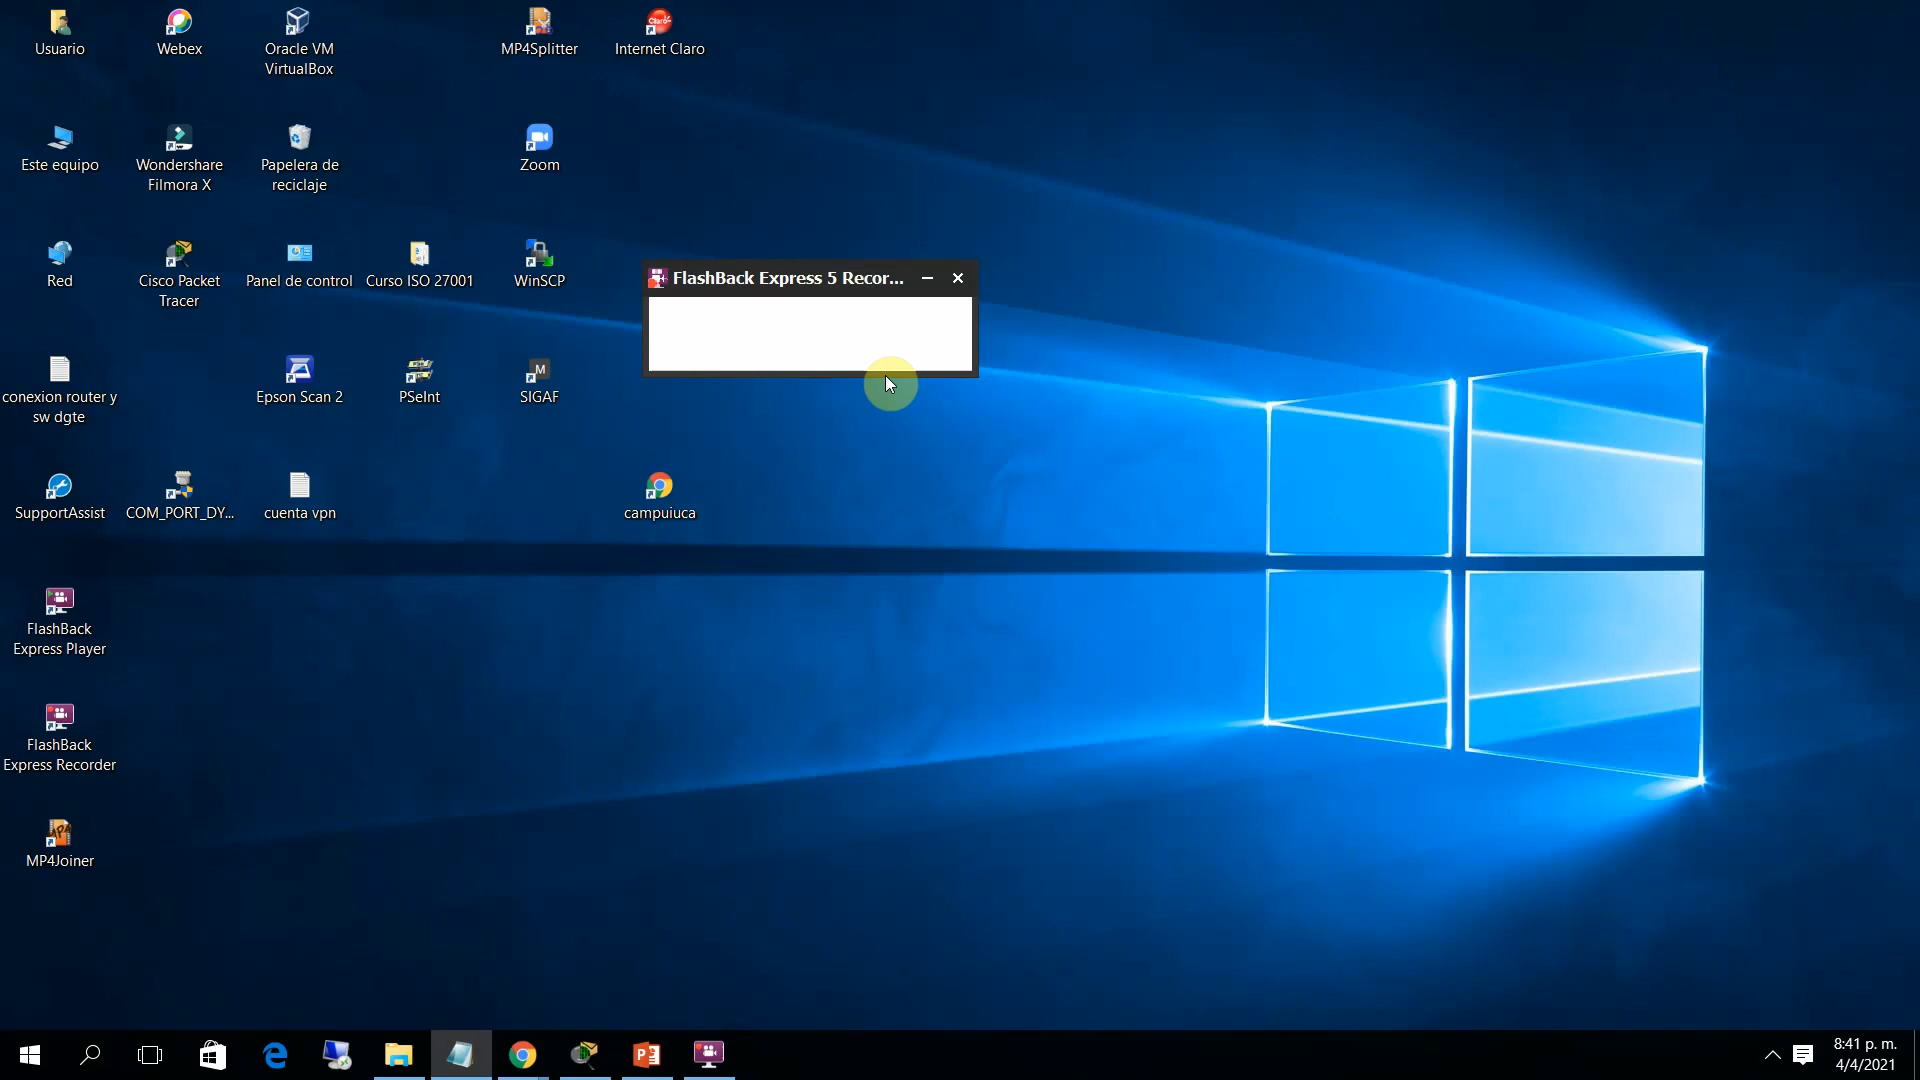 Usuario
Webex
Oracle VM
VirtualBox
MP4Splitter
Internet Claro
Este equipo
Wondershare
Filmora X
Papelera de
reciclaje
Zoom
Red
Cisco Packet
Tracer
Panel de control
Curso ISO 27001
WinSCP
FlashBack Express 5 Recor...
conexion router y
sw dgte
Epson Scan 2
PSeInt
M
SIGAF
SupportAssist
COM_PORT_DY...
cuenta vpn
campuiuca
FlashBack
Express Player
FlashBack
Express Recorder
MP4Joiner
8:41 p. m.
4/4/2021